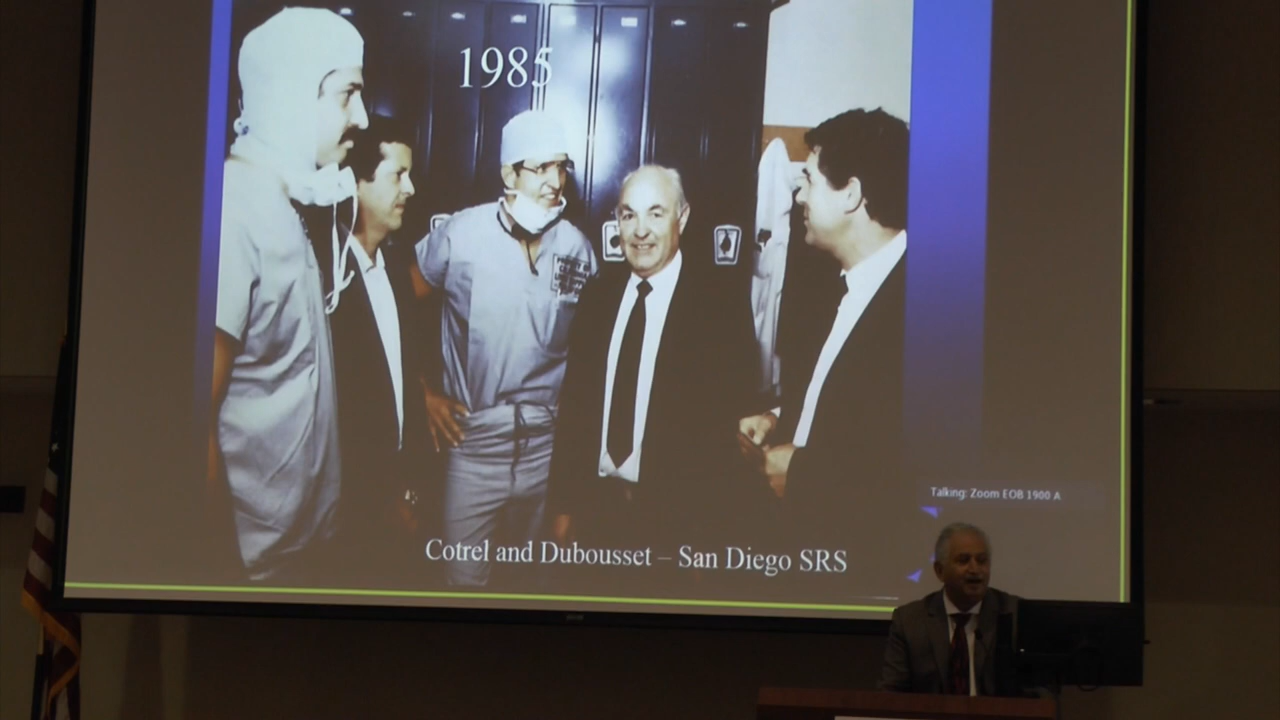 1985
Cotrel and Dubousset – San Diego SRS
Talking: Zoom EOB 1900 A